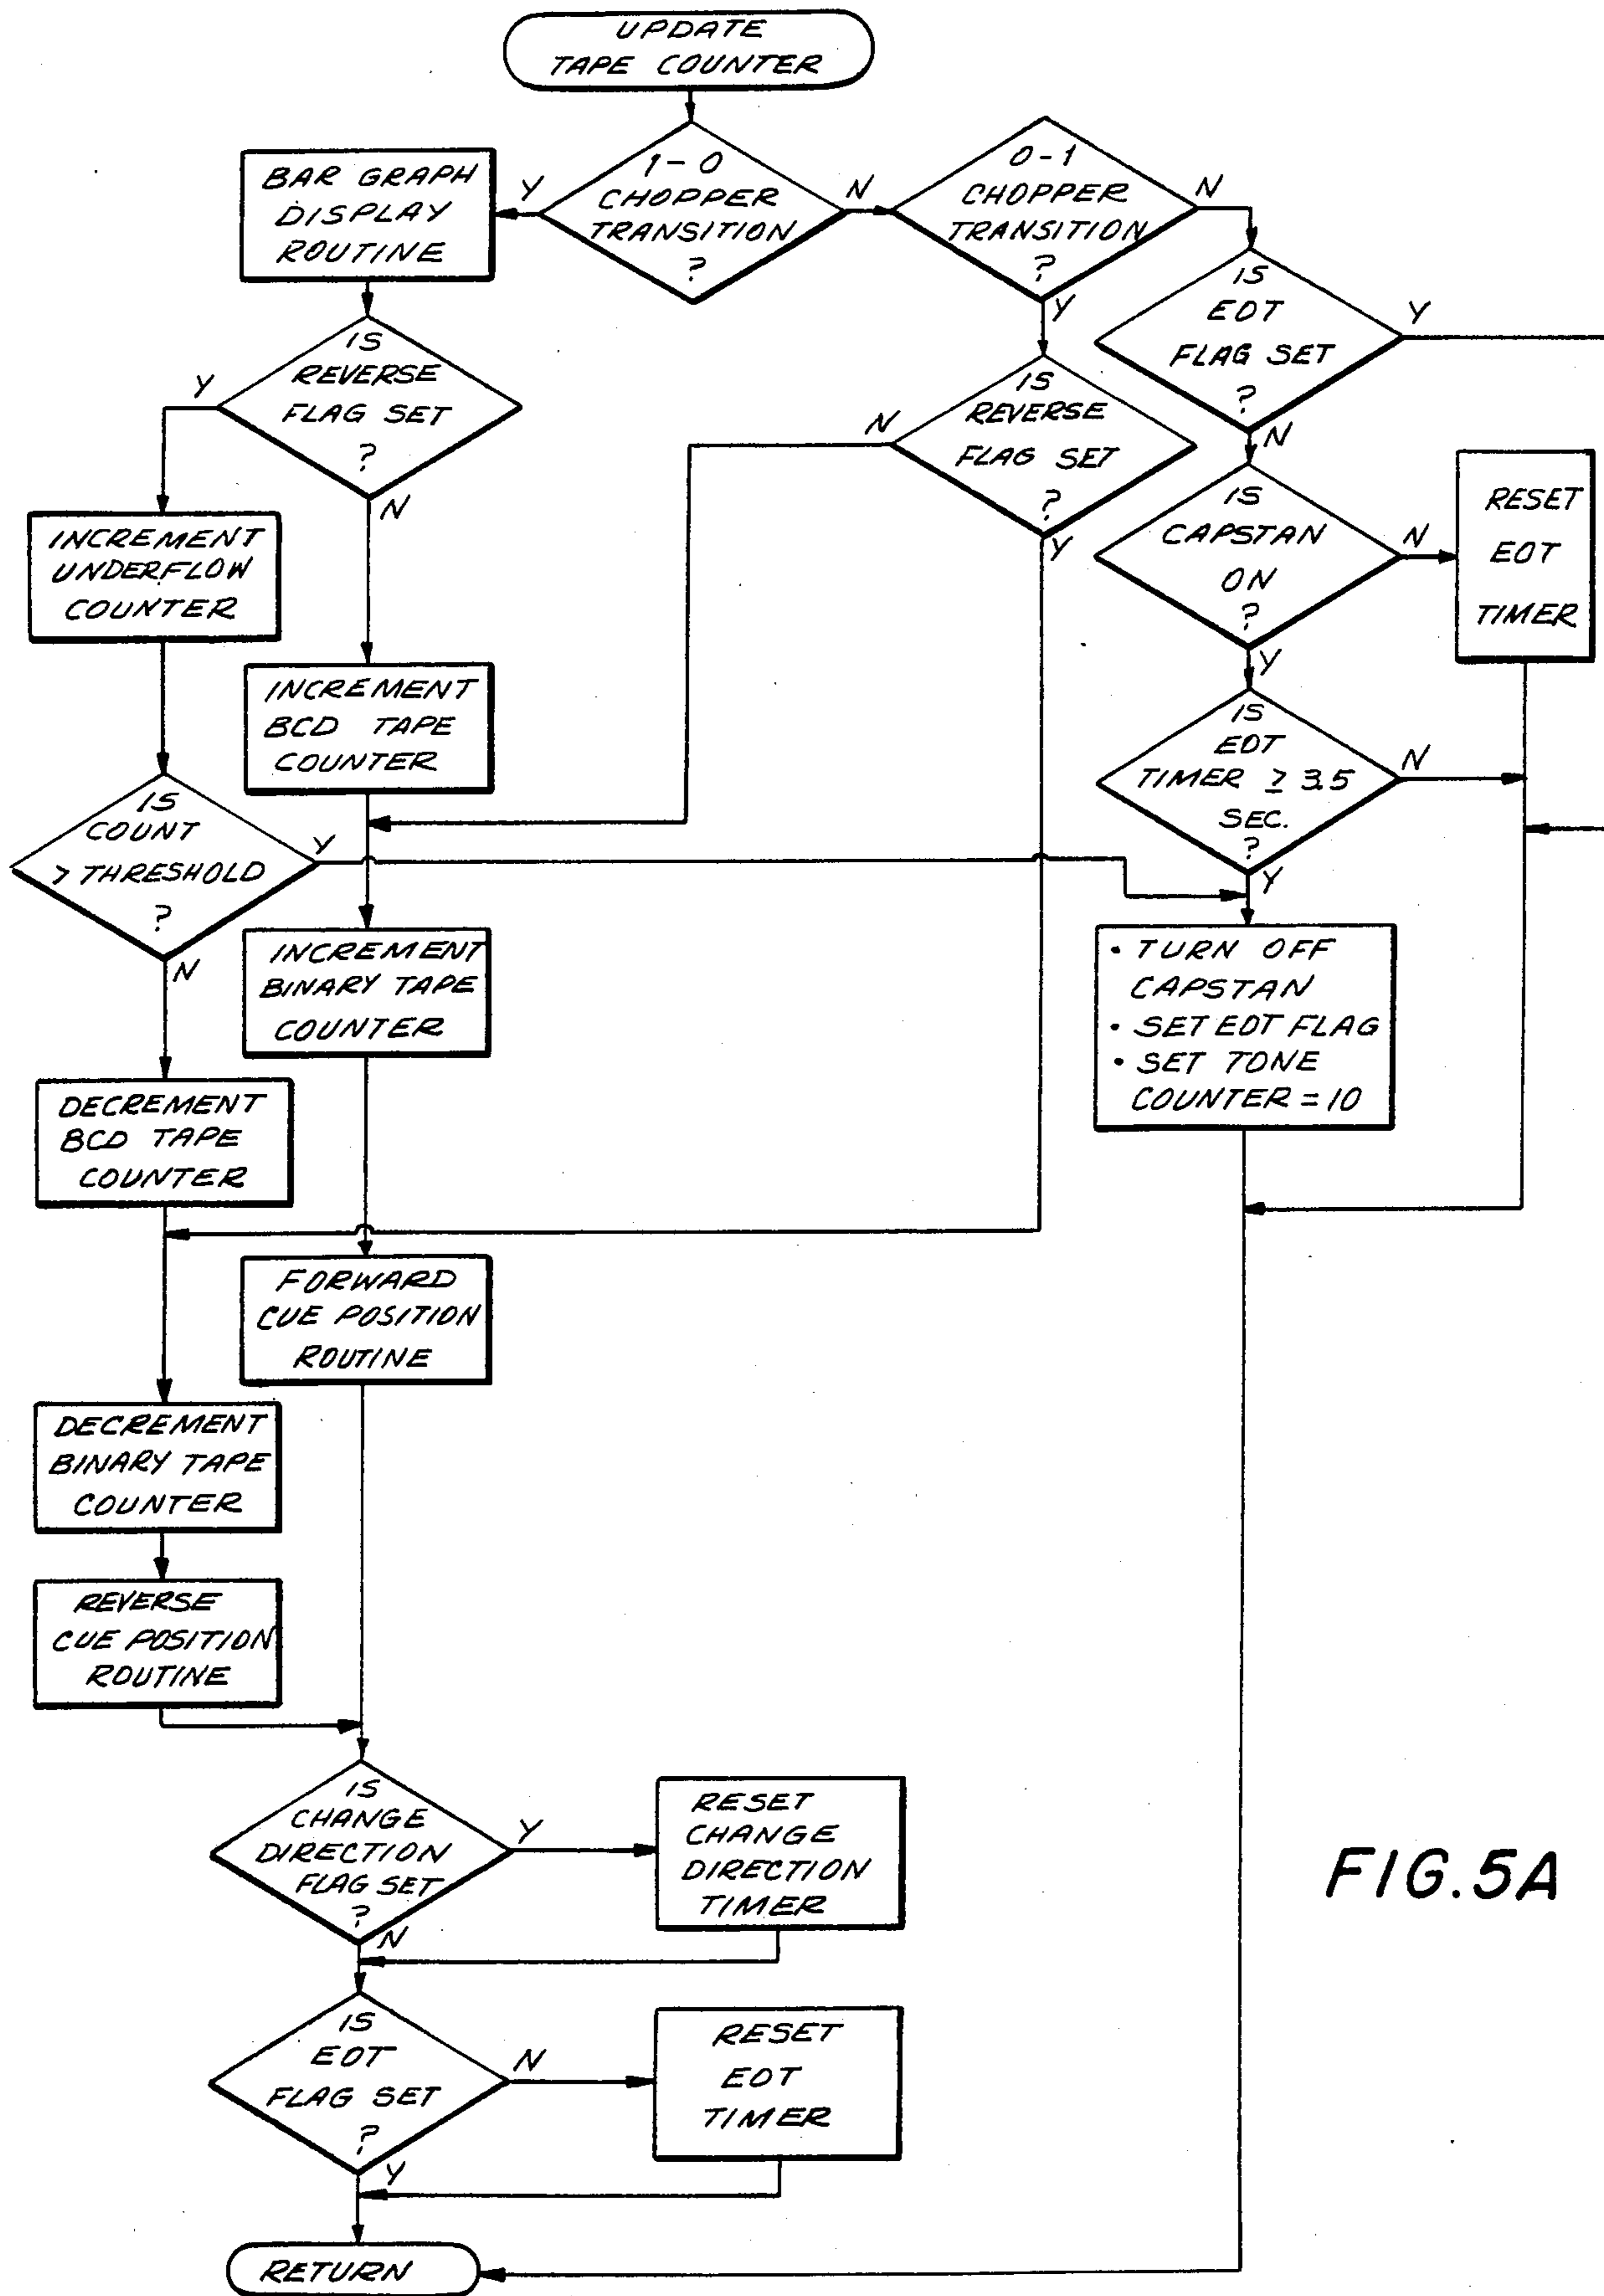 UPDATE
TAPE COUNTER
1-0
CHOPPER
TRANSITION
?
Y
N
0-1
CHOPPER
TRANSITION
?
N
Y
BAR GRAPH
DISPLAY
ROUTINE
IS
EOT
FLAG SET
?
Y
N
IS
REVERSE
FLAG SET
?
Y
N
IS
REVERSE
FLAG SET
?
N
Y
IS
CAPSTAN
ON
?
N
Y
RESET
EOT
TIMER
INCREMENT
UNDERFLOW
COUNTER
INCREMENT
BCD TAPE
COUNTER
IS
EOT
TIMER ≥ 3.5
SEC.
?
N
Y
IS
COUNT
> THRESHOLD
?
Y
N
INCREMENT
BINARY TAPE
COUNTER
• TURN OFF
CAPSTAN
• SET EOT FLAG
• SET TONE
COUNTER = 10
DECREMENT
BCD TAPE
COUNTER
FORWARD
CUE POSITION
ROUTINE
DECREMENT
BINARY TAPE
COUNTER
REVERSE
CUE POSITION
ROUTINE
IS
CHANGE
DIRECTION
FLAG SET
?
Y
N
RESET
CHANGE
DIRECTION
TIMER
FIG. 5A
IS
EOT
FLAG SET
?
N
Y
RESET
EOT
TIMER
RETURN